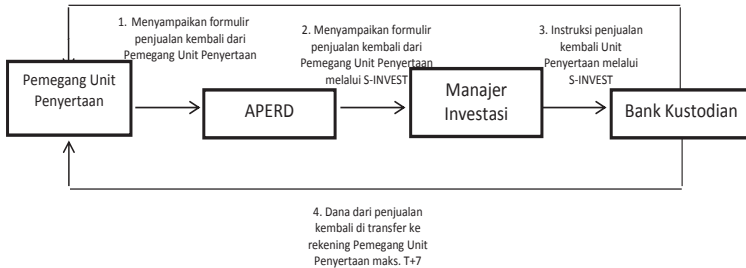 1. Menyampaikan formulir
penjualan kembali dari
Pemegang Unit Penyertaan
2. Menyampaikan formulir
penjualan kembali dari
Pemegang Unit Penyertaan
melalui S-INVEST
3. Instruksi penjualan
kembali Unit
Penyertaan melalui
S-INVEST
Pemegang Unit
Penyertaan
APERD
Manajer
Investasi
Bank Kustodian
4. Dana dari penjualan
kembali di transfer ke
rekening Pemegang Unit
Penyertaan maks. T+7